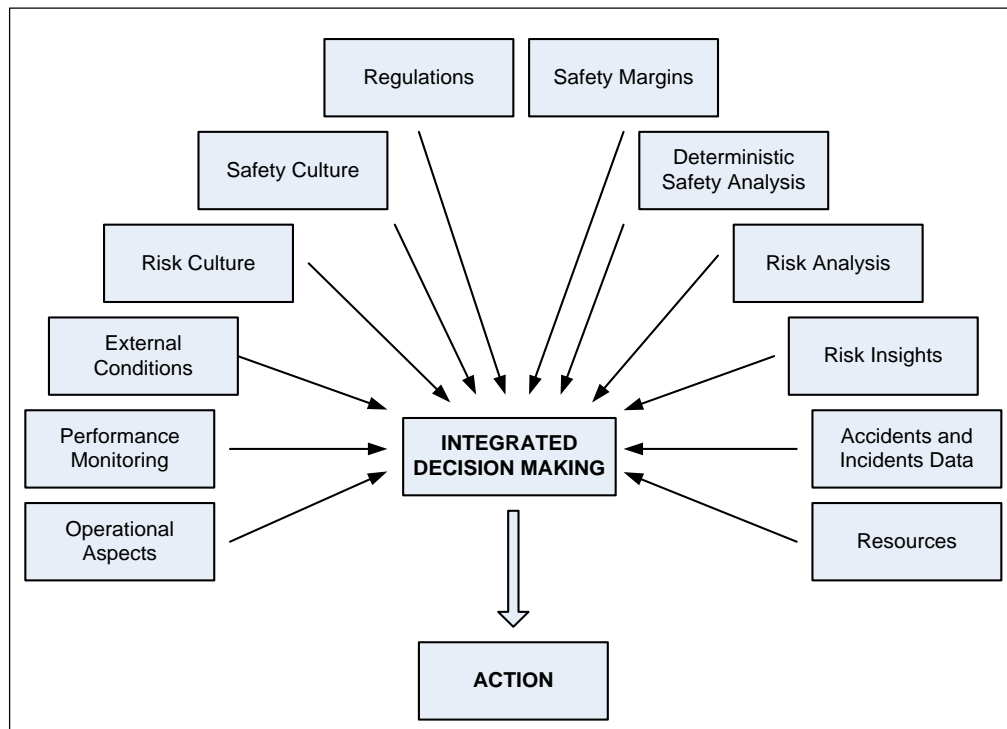 Regulations
Safety Margins
Safety Culture
Deterministic
Safety Analysis
Risk Culture
Risk Analysis
External
Conditions
Risk Insights
Performance
Monitoring
INTEGRATED
DECISION MAKING
Accidents and
Incidents Data
Operational
Aspects
Resources
ACTION